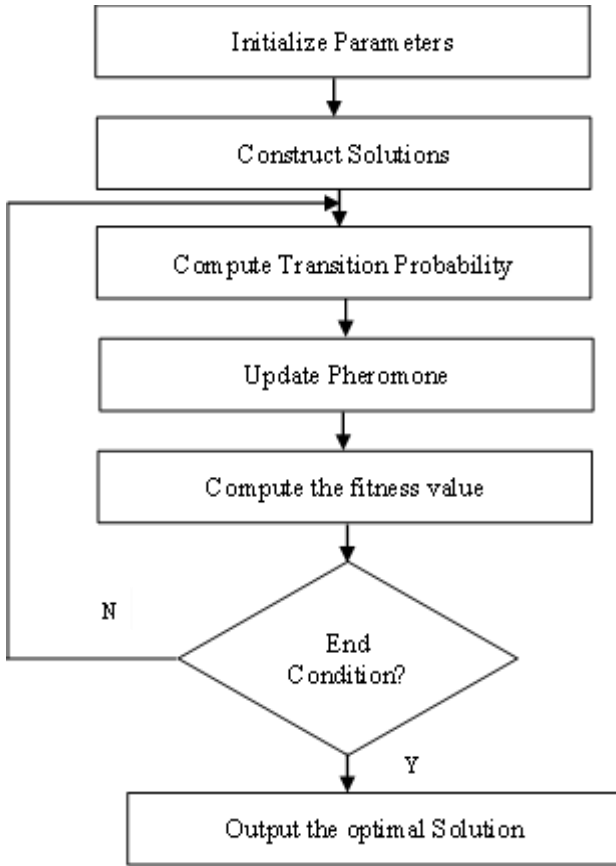 Initialize Parameters
Construct Solutions
Compute Transition Probability
Update Pheromone
Compute the fitness value
N
End
Condition?
Y
Output the optimal Solution